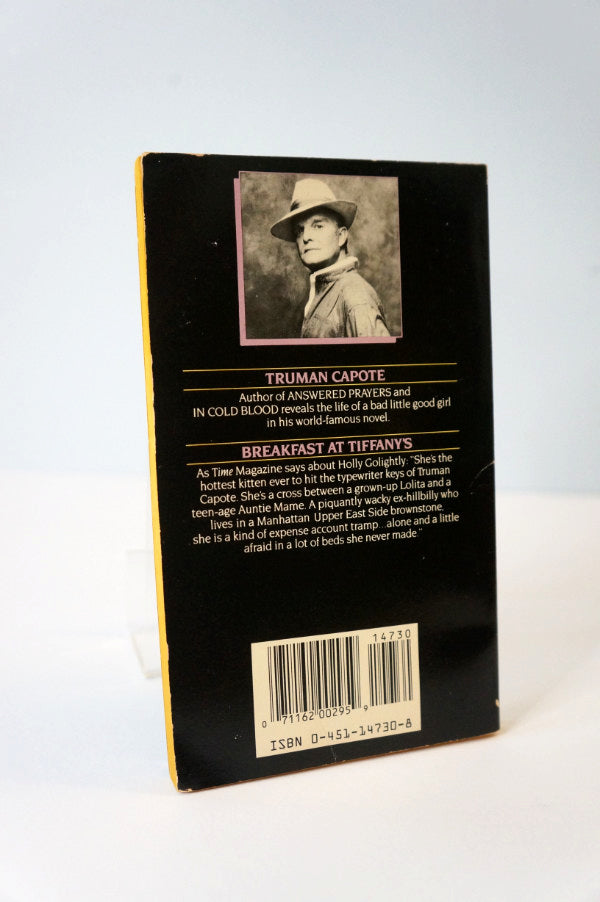 TRUMAN CAPOTE
Author of ANSWERED PRAYERS and
IN COLD BLOOD reveals the life of a bad little good girl
in his world-famous novel.
BREAKFAST AT TIFFANY'S
As Time Magazine says about Holly Golightly: "She's the
hottest kitten ever to hit the typewriter keys of Truman
Capote. She's a cross between a grown-up Lolita and a
teen-age Auntie Mame. A piquantly wacky ex-hillbilly who
lives in a Manhattan Upper East Side brownstone,
she is a kind of expense account tramp...alone and a little
afraid in a lot of beds she never made."
14730
0 71162 00295 9
ISBN 0-451-14730-8